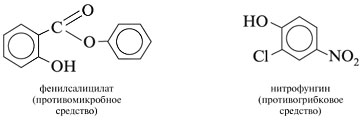 O
C
O
OH
фенилсалицилат
(противомикробное
средство)
HO
Cl
NO₂
нитрофунгин
(противогрибковое
средство)